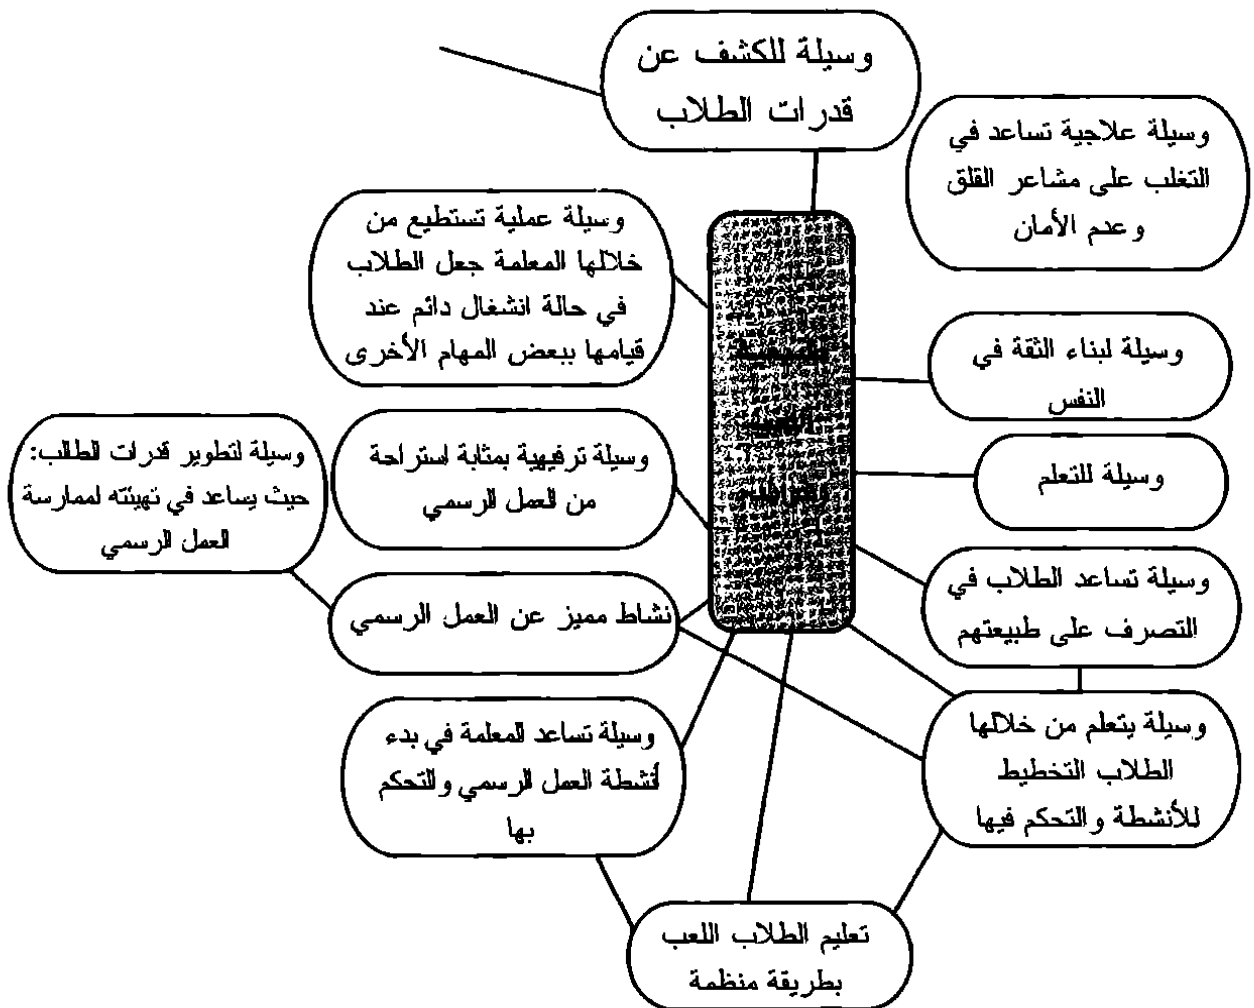 وسيلة للكشف عن
قدرات الطلاب
وسيلة علاجية تساعد في
التغلب على مشاعر القلق
وعدم الأمان
وسيلة عملية تستطيع من
خلالها المعلمة جعل الطلاب
في حالة انشغال دائم عند
قيامها ببعض المهام الأخرى
وسيلة لبناء الثقة في
النفس
وسيلة ترفيهية بمثابة استراحة
من العمل الرسمي
وسيلة للتعلم
وسيلة لتطوير قدرات الطالب:
حيث يساعد في تهيئته لممارسة
العمل الرسمي
نشاط مميز عن العمل الرسمي
وسيلة تساعد الطلاب في
التصرف على طبيعتهم
وسيلة تساعد المعلمة في بدء
أنشطة العمل الرسمي والتحكم
بها
وسيلة يتعلم من خلالها
الطلاب التخطيط
للأنشطة والتحكم فيها
تعليم الطلاب اللعب
بطريقة منظمة